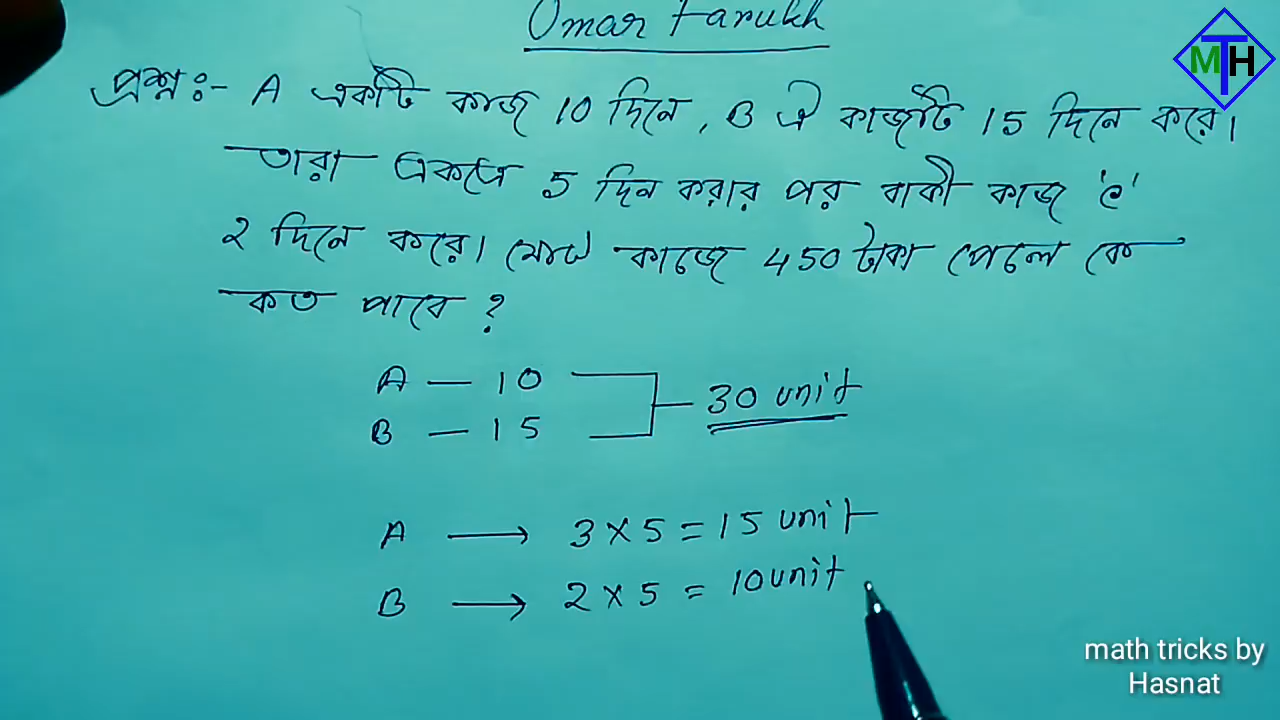 Omar Farukh
MTH
প্রশ্নঃ- A একটি কাজ 10 দিনে, B ঐ কাজটি 15 দিনে করে।
তারা একত্রে 5 দিন করার পর বাকী কাজ 'c'
২ দিনে করে। মোট কাজে 450 টাকা পেলে কে
কত পাবে ?
A — 10
30 unit
B — 15
A → 3 × 5 = 15 unit
B → 2 × 5 = 10 unit
math tricks by
Hasnat